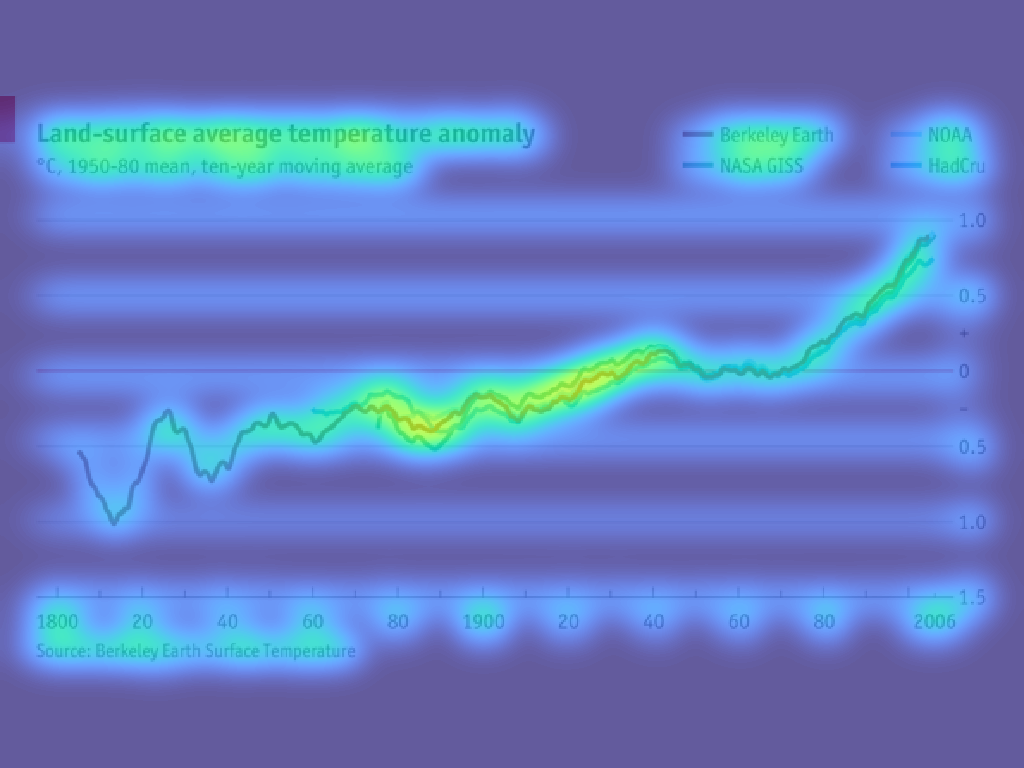 Land-surface average temperature anomaly
°C, 1950-80 mean, ten-year moving average
Berkeley Earth NOAA
NASA GISS HadCru
1.0
0.5
+
0
-
0.5
1.0
1.5
1800 20 40 60 80 1900 20 40 60 80 2006
Source: Berkeley Earth Surface Temperature